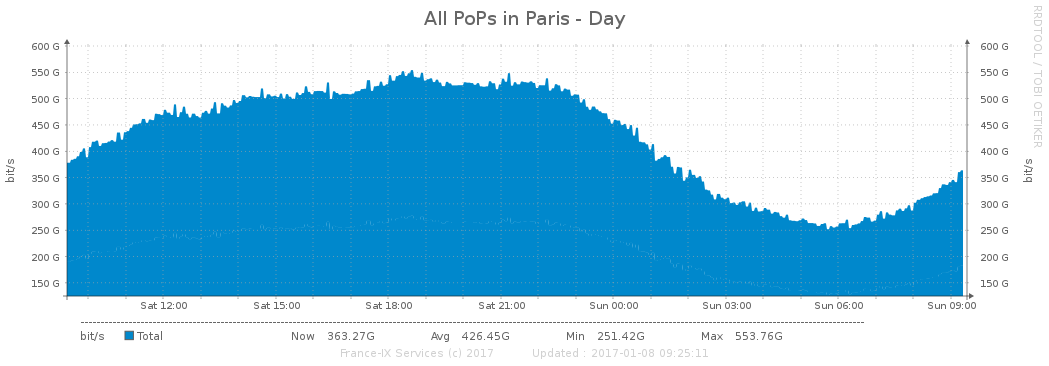 All PoPs in Paris - Day
RRDTOOL / TOBI OETIKER
600 G 600 G
550 G 550 G
500 G 500 G
450 G 450 G
400 G 400 G
350 G 350 G
300 G 300 G
250 G 250 G
200 G 200 G
150 G 150 G
bit/s bit/s
Sat 12:00 Sat 15:00 Sat 18:00 Sat 21:00 Sun 00:00 Sun 03:00 Sun 06:00 Sun 09:00
bit/s Total Now 363.27G Avg 426.45G Min 251.42G Max 553.76G
France-IX Services (c) 2017 Updated : 2017-01-08 09:25:11